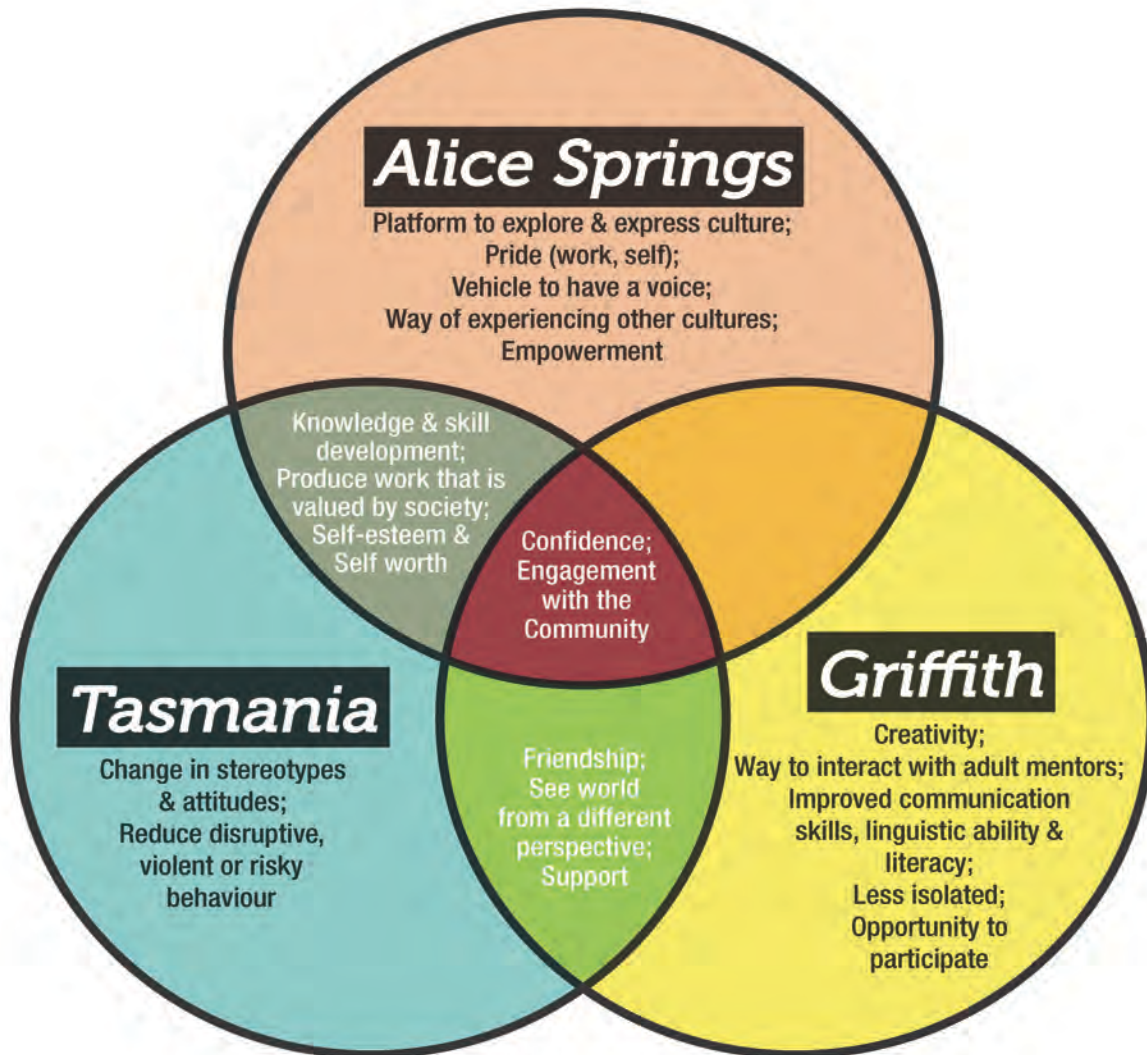 Alice Springs
Platform to explore & express culture;
Pride (work, self);
Vehicle to have a voice;
Way of experiencing other cultures;
Empowerment
Knowledge & skill
development;
Produce work that is
valued by society;
Self-esteem &
Self worth
Confidence;
Engagement
with the
Community
Tasmania
Change in stereotypes
& attitudes;
Reduce disruptive,
violent or risky
behaviour
Friendship;
See world
from a different
perspective;
Support
Griffith
Creativity;
Way to interact with adult mentors;
Improved communication
skills, linguistic ability &
literacy;
Less isolated;
Opportunity to
participate